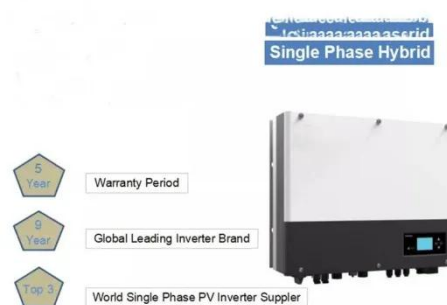 Single Phase Hybrid
5
Year
Warranty Period
9
Year
Global Leading Inverter Brand
Top 3
World Single Phase PV Inverter Suppler